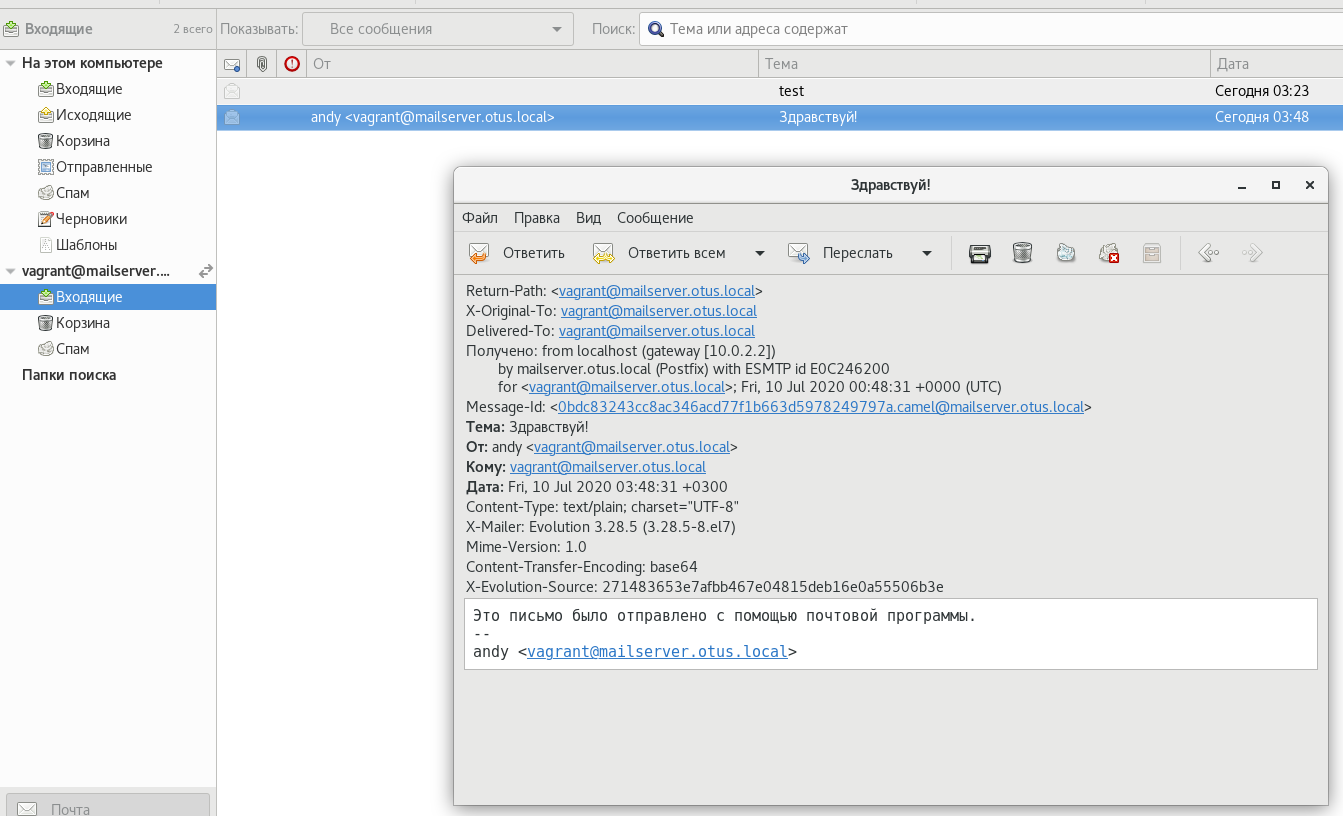 Входящие 2 всего Показывать: Все сообщения Поиск: Тема или адреса содержат
На этом компьютере
Входящие
Исходящие
Корзина
Отправленные
Спам
Черновики
Шаблоны
vagrant@mailserver....
Входящие
Корзина
Спам
Папки поиска
Почта
От Тема Дата
test Сегодня 03:23
andy <vagrant@mailserver.otus.local> Здравствуй! Сегодня 03:48
Здравствуй!
Файл Правка Вид Сообщение
Ответить Ответить всем Переслать
Return-Path: <vagrant@mailserver.otus.local>
X-Original-To: vagrant@mailserver.otus.local
Delivered-To: vagrant@mailserver.otus.local
Получено: from localhost (gateway [10.0.2.2])
by mailserver.otus.local (Postfix) with ESMTP id E0C246200
for <vagrant@mailserver.otus.local>; Fri, 10 Jul 2020 00:48:31 +0000 (UTC)
Message-Id: <0bdc83243cc8ac346acd77f1b663d5978249797a.camel@mailserver.otus.local>
Тема: Здравствуй!
От: andy <vagrant@mailserver.otus.local>
Кому: vagrant@mailserver.otus.local
Дата: Fri, 10 Jul 2020 03:48:31 +0300
Content-Type: text/plain; charset="UTF-8"
X-Mailer: Evolution 3.28.5 (3.28.5-8.el7)
Mime-Version: 1.0
Content-Transfer-Encoding: base64
X-Evolution-Source: 271483653e7afbb467e04815deb16e0a55506b3e
Это письмо было отправлено с помощью почтовой программы.
--
andy <vagrant@mailserver.otus.local>